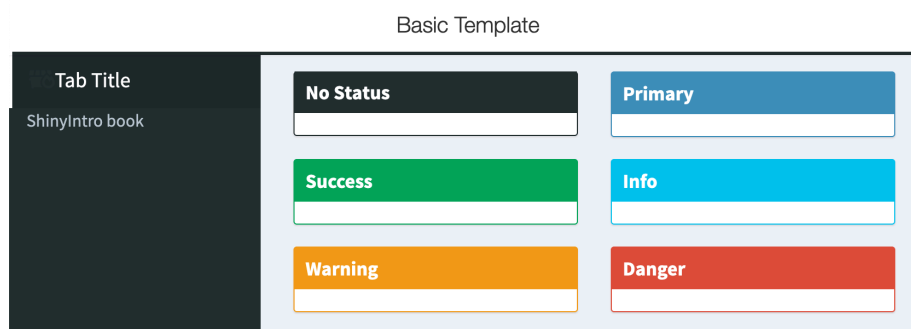 Basic Template
Tab Title
ShinyIntro book
No Status
Primary
Success
Info
Warning
Danger